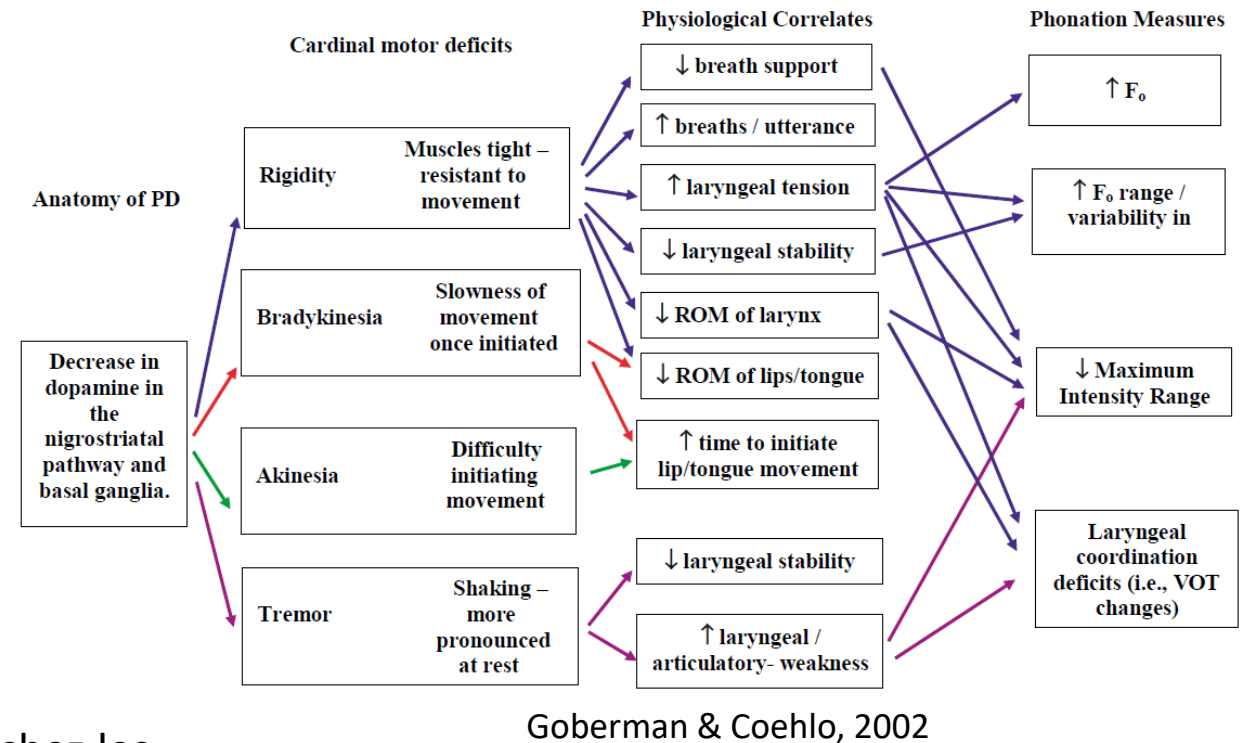 Physiological Correlates
Phonation Measures
Cardinal motor deficits
Anatomy of PD
Decrease in
dopamine in
the
nigrostriatal
pathway and
basal ganglia.
Rigidity
Muscles tight –
resistant to
movement
Bradykinesia
Slowness of
movement
once initiated
Akinesia
Difficulty
initiating
movement
Tremor
Shaking –
more
pronounced
at rest
↓ breath support
↑ breaths / utterance
↑ laryngeal tension
↓ laryngeal stability
↓ ROM of larynx
↓ ROM of lips/tongue
↑ time to initiate
lip/tongue movement
↓ laryngeal stability
↑ laryngeal /
articulatory- weakness
↑ Fo
↑ Fo range /
variability in
↓ Maximum
Intensity Range
Laryngeal
coordination
deficits (i.e., VOT
changes)
Goberman & Coehlo, 2002